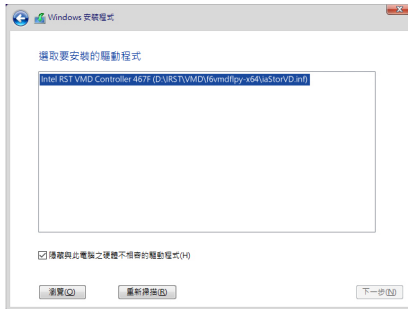 Windows 安裝程式
選取要安裝的驅動程式
Intel RST VMD Controller 467F (D:\IRST\VMD\f6vmdflpy-x64\iaStorVD.inf)
隱藏與此電腦之硬體不相容的驅動程式(H)
瀏覽(O) 重新掃描(R) 下一步(N)